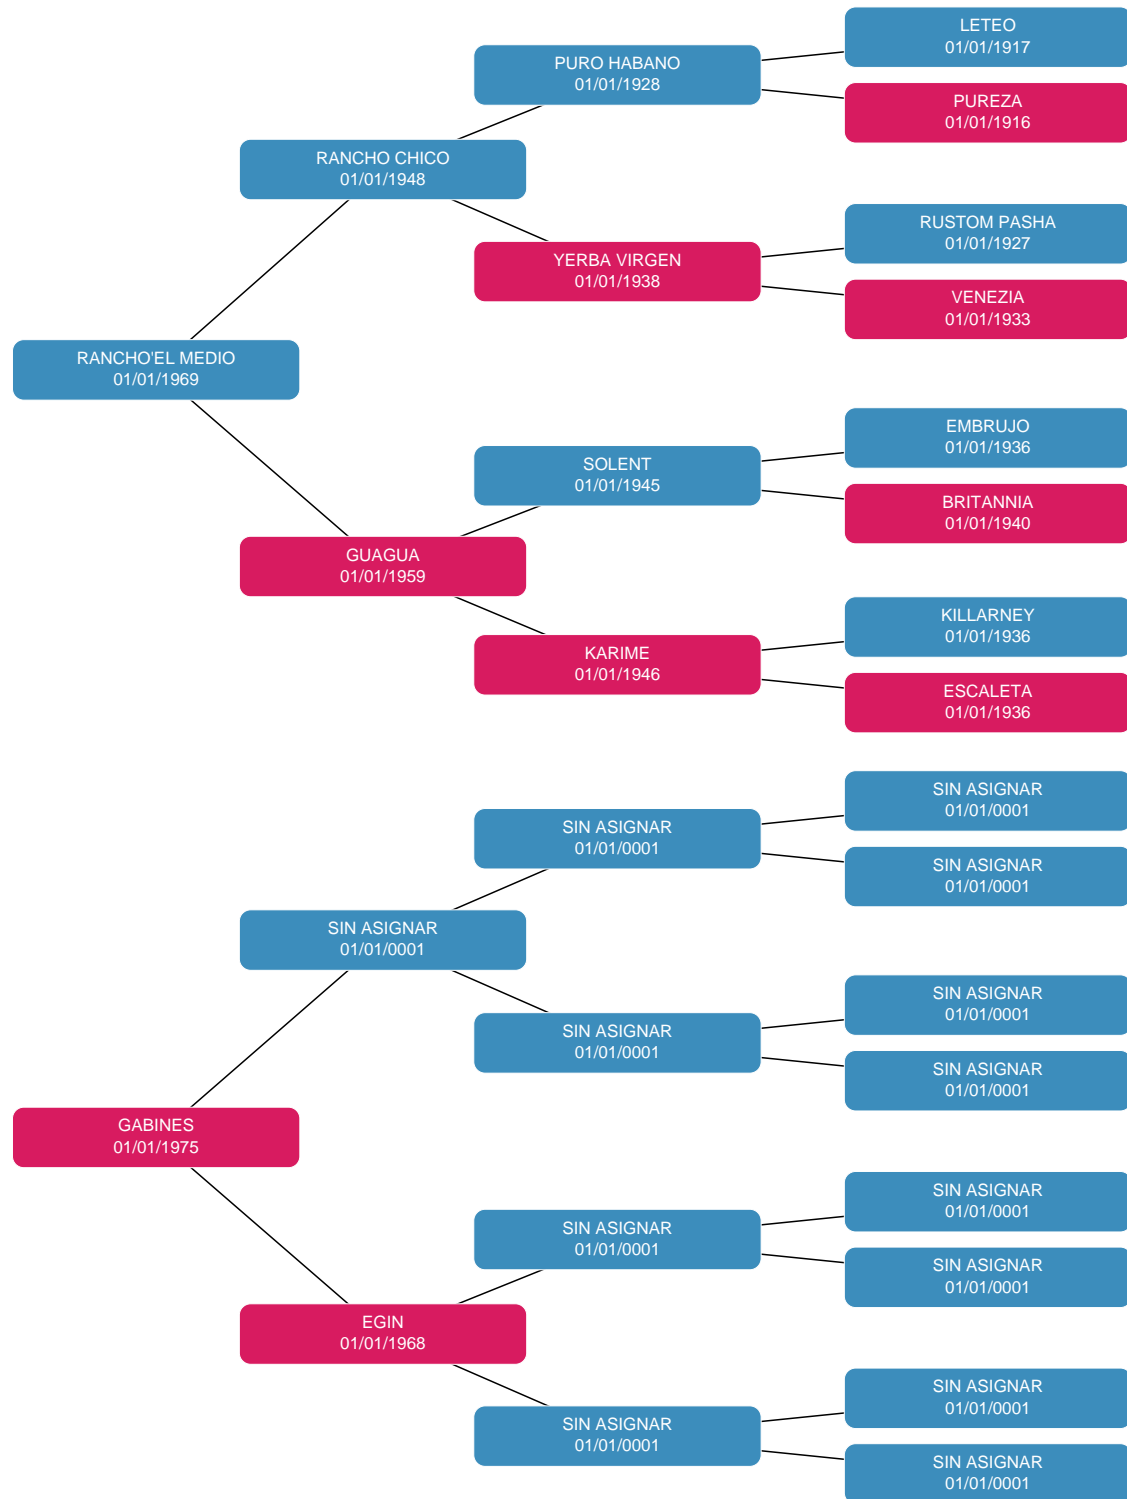 LETEO
01/01/1917
PURO HABANO
01/01/1928
PUREZA
01/01/1916
RANCHO CHICO
01/01/1948
RUSTOM PASHA
01/01/1927
YERBA VIRGEN
01/01/1938
VENEZIA
01/01/1933
RANCHO'EL MEDIO
01/01/1969
EMBRUJO
01/01/1936
SOLENT
01/01/1945
BRITANNIA
01/01/1940
GUAGUA
01/01/1959
KILLARNEY
01/01/1936
KARIME
01/01/1946
ESCALETA
01/01/1936
SIN ASIGNAR
01/01/0001
SIN ASIGNAR
01/01/0001
SIN ASIGNAR
01/01/0001
SIN ASIGNAR
01/01/0001
SIN ASIGNAR
01/01/0001
SIN ASIGNAR
01/01/0001
SIN ASIGNAR
01/01/0001
GABINES
01/01/1975
SIN ASIGNAR
01/01/0001
SIN ASIGNAR
01/01/0001
SIN ASIGNAR
01/01/0001
EGIN
01/01/1968
SIN ASIGNAR
01/01/0001
SIN ASIGNAR
01/01/0001
SIN ASIGNAR
01/01/0001